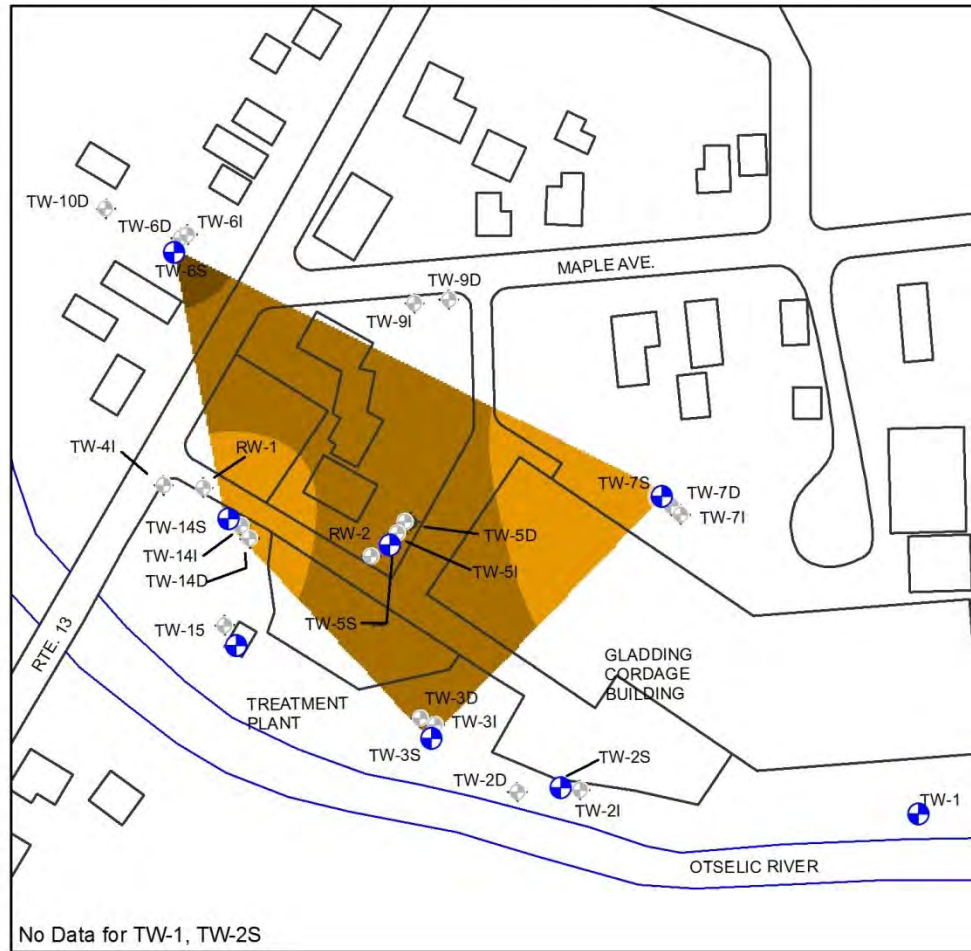 TW-10D
TW-6I
TW-6D
TW-6S
MAPLE AVE.
TW-9D
TW-9I
TW-4I
RW-1
TW-7S
TW-7D
TW-7I
TW-14S
RW-2
TW-5D
TW-14I
TW-5I
TW-14D
TW-15
TW-5S
RTE. 13
GLADDING
CORDAGE
BUILDING
TREATMENT
PLANT
TW-3D
TW-3I
TW-3S
TW-2S
TW-2D
TW-2I
TW-1
OTSELIC RIVER
No Data for TW-1, TW-2S